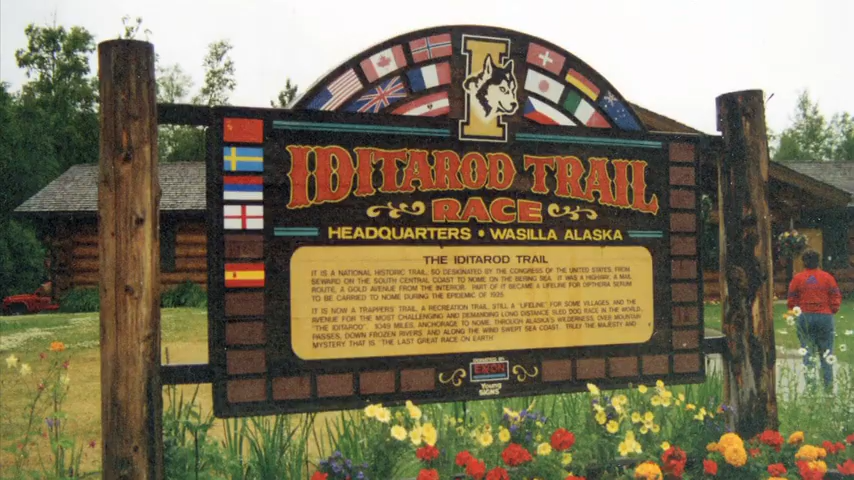 I
IDITAROD TRAIL
RACE
HEADQUARTERS • WASILLA ALASKA
THE IDITAROD TRAIL
IT IS A NATIONAL HISTORIC TRAIL, SO DESIGNATED BY THE CONGRESS OF THE UNITED STATES, FROM
SEWARD ON THE SOUTH CENTRAL COAST TO NOME ON THE BERING SEA. IT WAS A HIGHWAY, A MAIL
ROUTE, A GOLD AVENUE FROM THE INTERIOR. PART OF IT BECAME A LIFELINE FOR DIPTHERIA SERUM
TO BE CARRIED TO NOME DURING THE EPIDEMIC OF 1925.
IT IS NOW A TRAPPERS' TRAIL, A RECREATION TRAIL, STILL A "LIFELINE" FOR SOME VILLAGES, AND THE
AVENUE FOR THE MOST CHALLENGING AND DEMANDING LONG DISTANCE SLED DOG RACE IN THE WORLD,
"THE IDITAROD". 1049 MILES, ANCHORAGE TO NOME, THROUGH ALASKA'S WILDERNESS, OVER MOUNTAIN
PASSES, DOWN FROZEN RIVERS AND ALONG THE WIND SWEPT SEA COAST. TRULY THE MAJESTY AND
MYSTERY THAT IS "THE LAST GREAT RACE ON EARTH"
EXXON
YOUNG
SIGNS